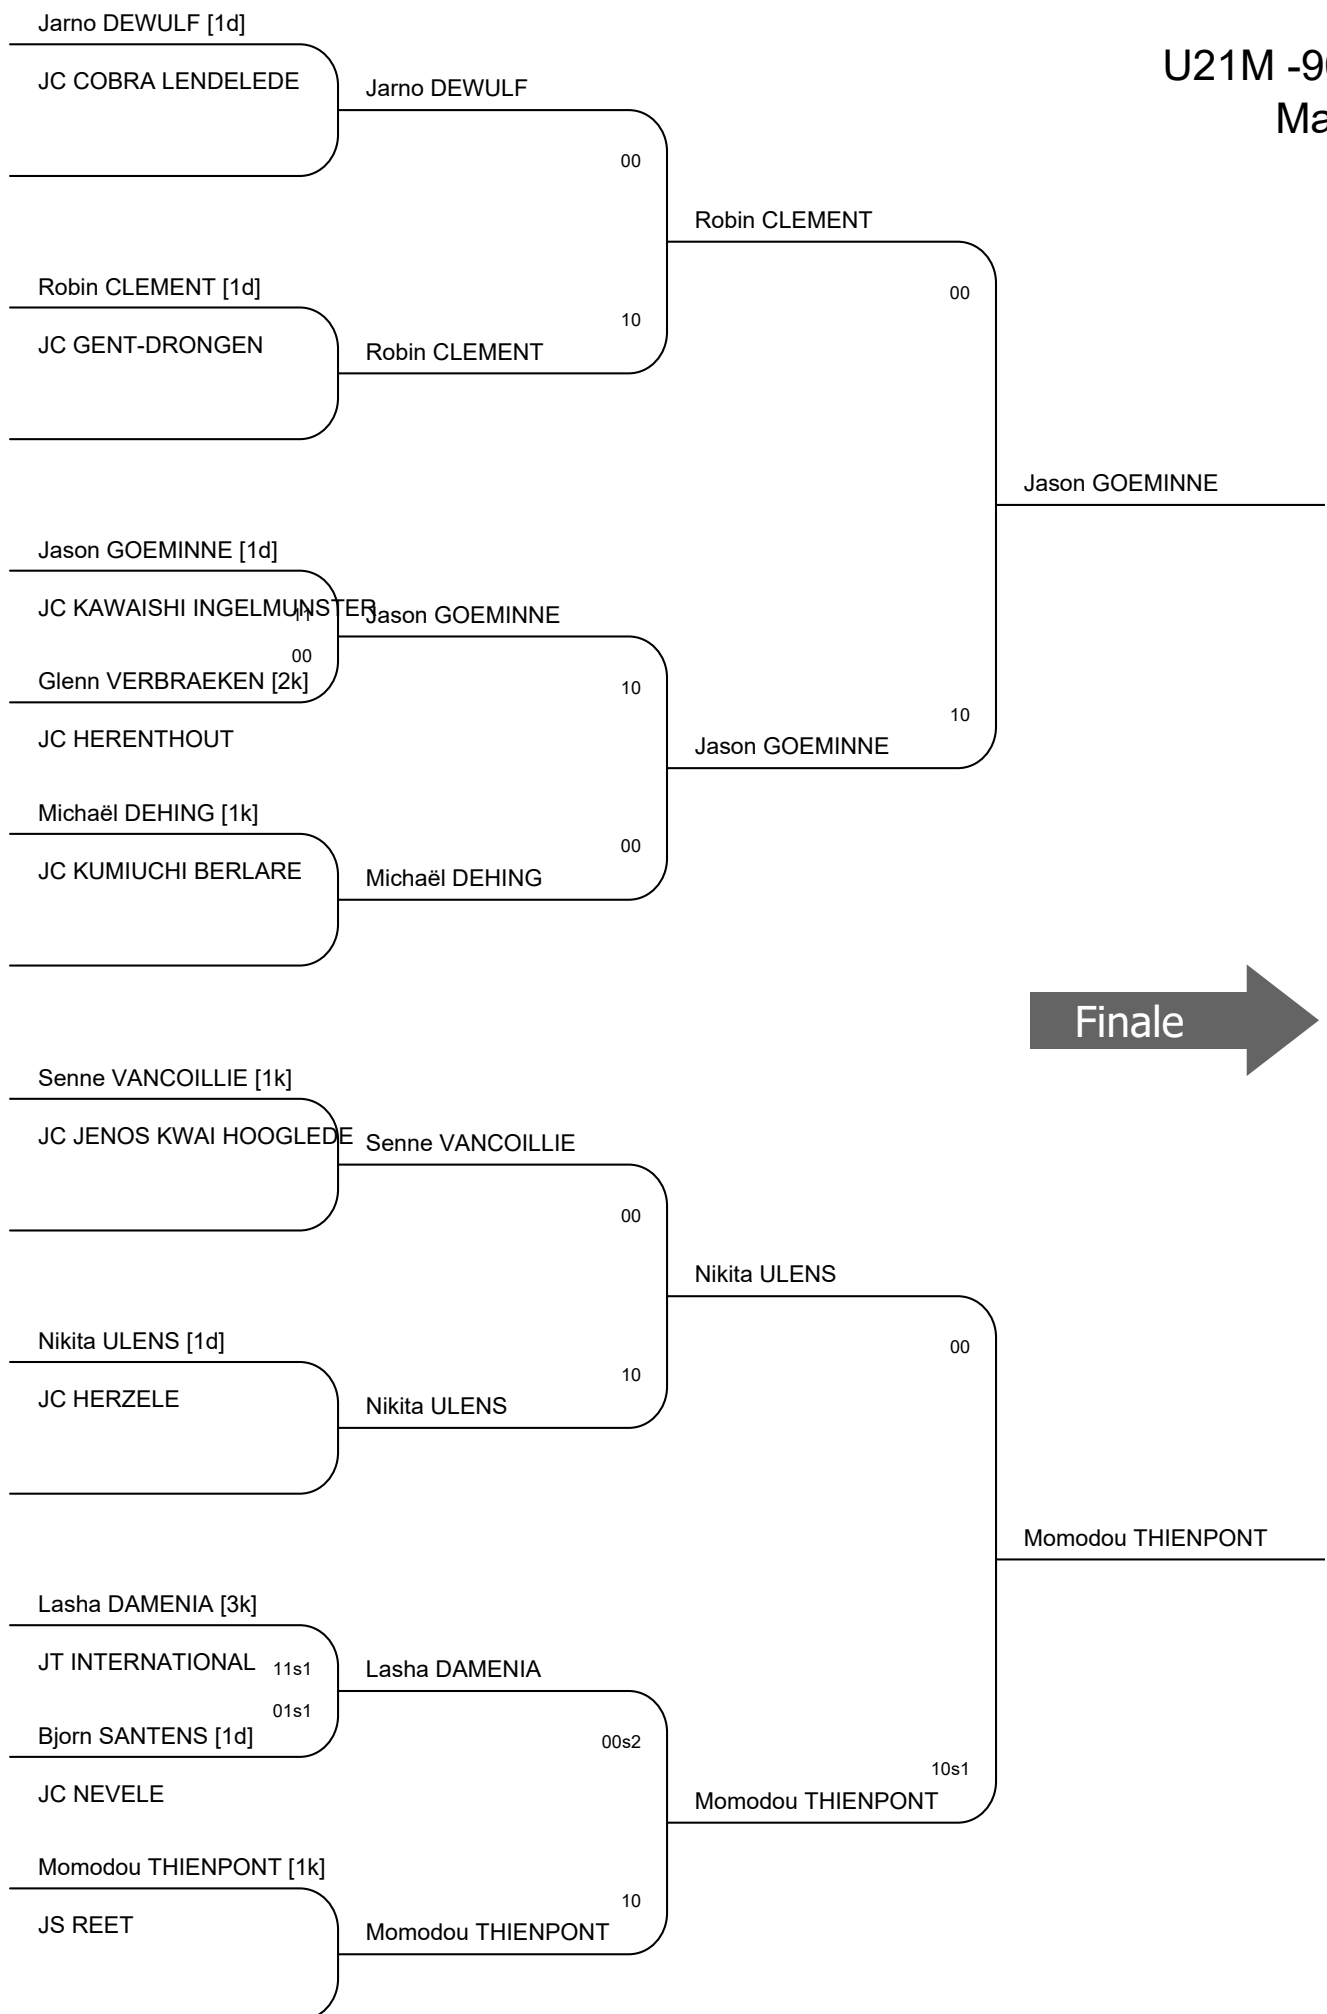 Jarno DEWULF [1d]
U21M -90
JC COBRA LENDELEDE
Jarno DEWULF
Ma
00
Robin CLEMENT
Robin CLEMENT [1d]
00
10
JC GENT-DRONGEN
Robin CLEMENT
Jason GOEMINNE
Jason GOEMINNE [1d]
JC KAWAISHI INGELMUNSTER
11
Jason GOEMINNE
00
Glenn VERBRAEKEN [2k]
10
10
JC HERENTHOUT
Jason GOEMINNE
Michaël DEHING [1k]
00
JC KUMIUCHI BERLARE
Michaël DEHING
Finale
Senne VANCOILLIE [1k]
JC JENOS KWAI HOOGLEDE
Senne VANCOILLIE
00
Nikita ULENS
Nikita ULENS [1d]
00
10
JC HERZELE
Nikita ULENS
Momodou THIENPONT
Lasha DAMENIA [3k]
JT INTERNATIONAL
11s1
Lasha DAMENIA
01s1
Bjorn SANTENS [1d]
00s2
10s1
JC NEVELE
Momodou THIENPONT
Momodou THIENPONT [1k]
10
JS REET
Momodou THIENPONT